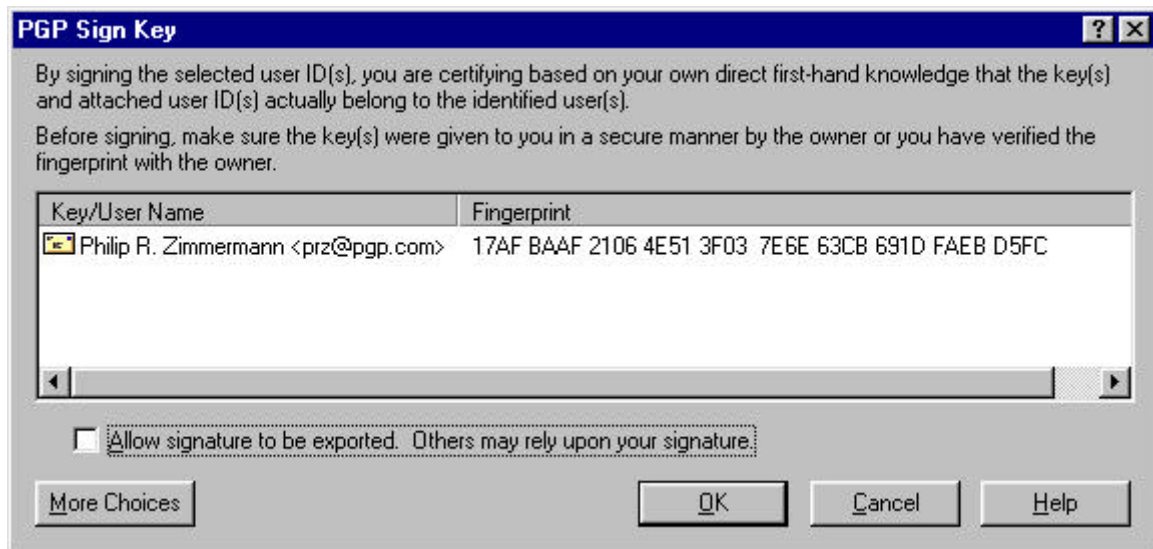 PGP Sign Key
By signing the selected user ID(s), you are certifying based on your own direct first-hand knowledge that the key(s)
and attached user ID(s) actually belong to the identified user(s).
Before signing, make sure the key(s) were given to you in a secure manner by the owner or you have verified the
fingerprint with the owner.
Key/User Name Fingerprint
Philip R. Zimmermann <prz@pgp.com> 17AF BAAF 2106 4E51 3F03 7E6E 63CB 691D FAEB D5FC
Allow signature to be exported. Others may rely upon your signature.
More Choices OK Cancel Help